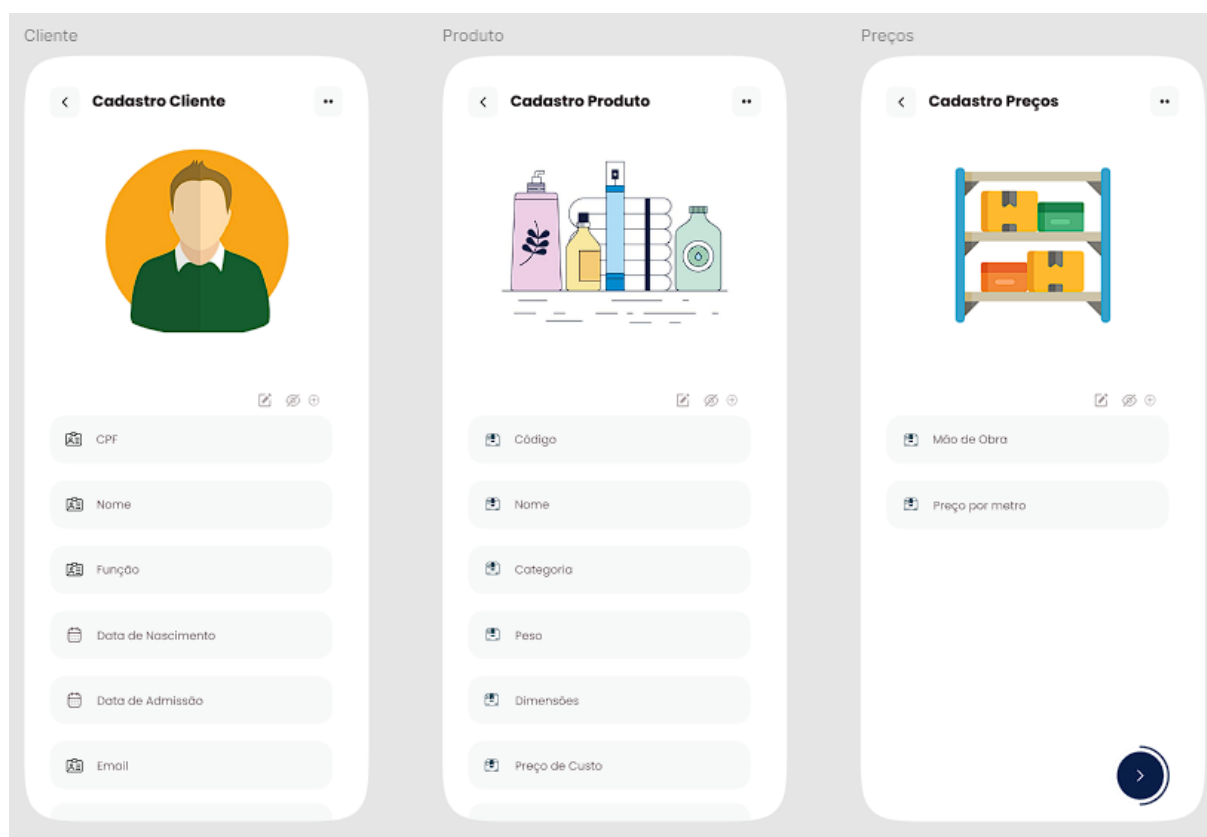 Cliente
Cadastro Cliente
CPF
Nome
Função
Data de Nascimento
Data de Admissão
Email
Produto
Cadastro Produto
Código
Nome
Categoria
Peso
Dimensões
Preço de Custo
Preços
Cadastro Preços
Mão de Obra
Preço por metro